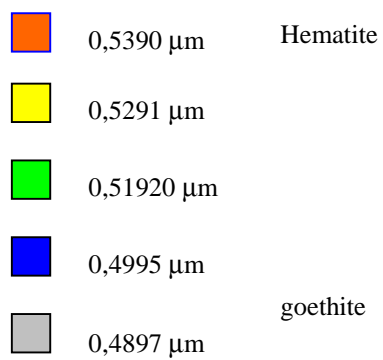 0,5390 µm Hematite
0,5291 µm
0,51920 µm
0,4995 µm
goethite
0,4897 µm